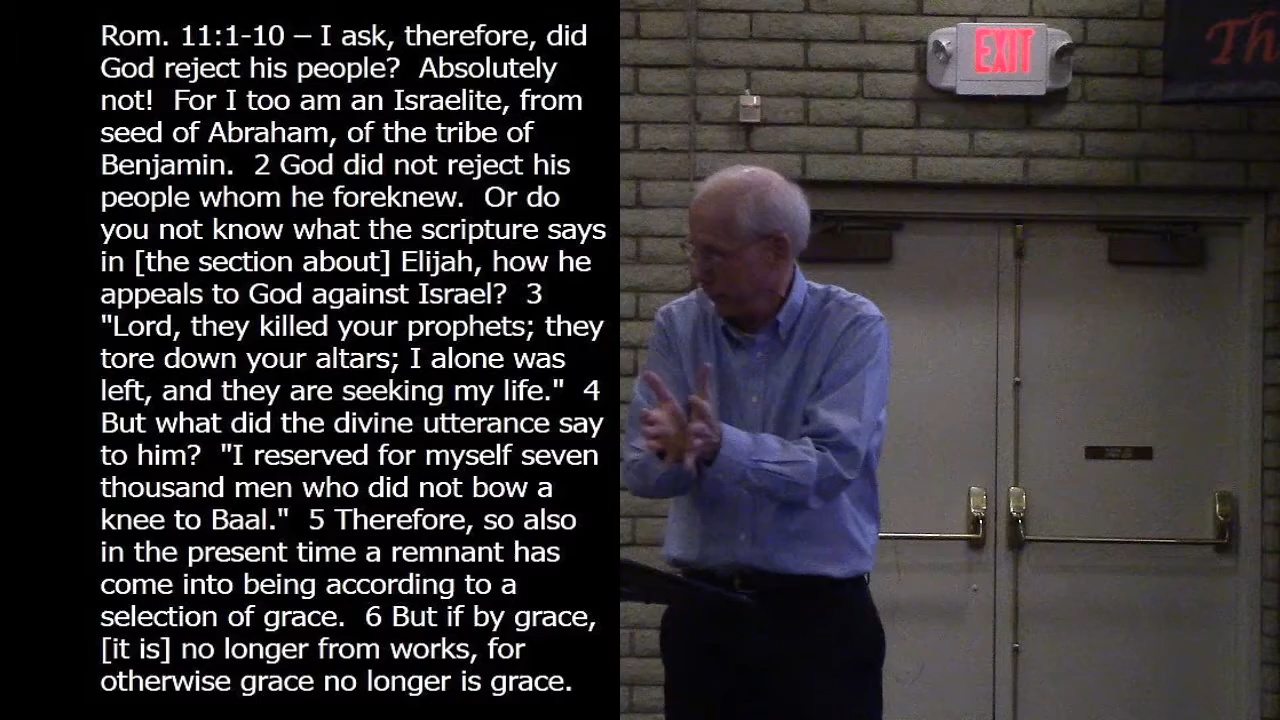 Rom. 11:1-10 – I ask, therefore, did
God reject his people?  Absolutely
not!  For I too am an Israelite, from
seed of Abraham, of the tribe of
Benjamin.  2 God did not reject his
people whom he foreknew.  Or do
you not know what the scripture says
in [the section about] Elijah, how he
appeals to God against Israel?  3
"Lord, they killed your prophets; they
tore down your altars; I alone was
left, and they are seeking my life."  4
But what did the divine utterance say
to him?  "I reserved for myself seven
thousand men who did not bow a
knee to Baal."  5 Therefore, so also
in the present time a remnant has
come into being according to a
selection of grace.  6 But if by grace,
[it is] no longer from works, for
otherwise grace no longer is grace.
EXIT
Th